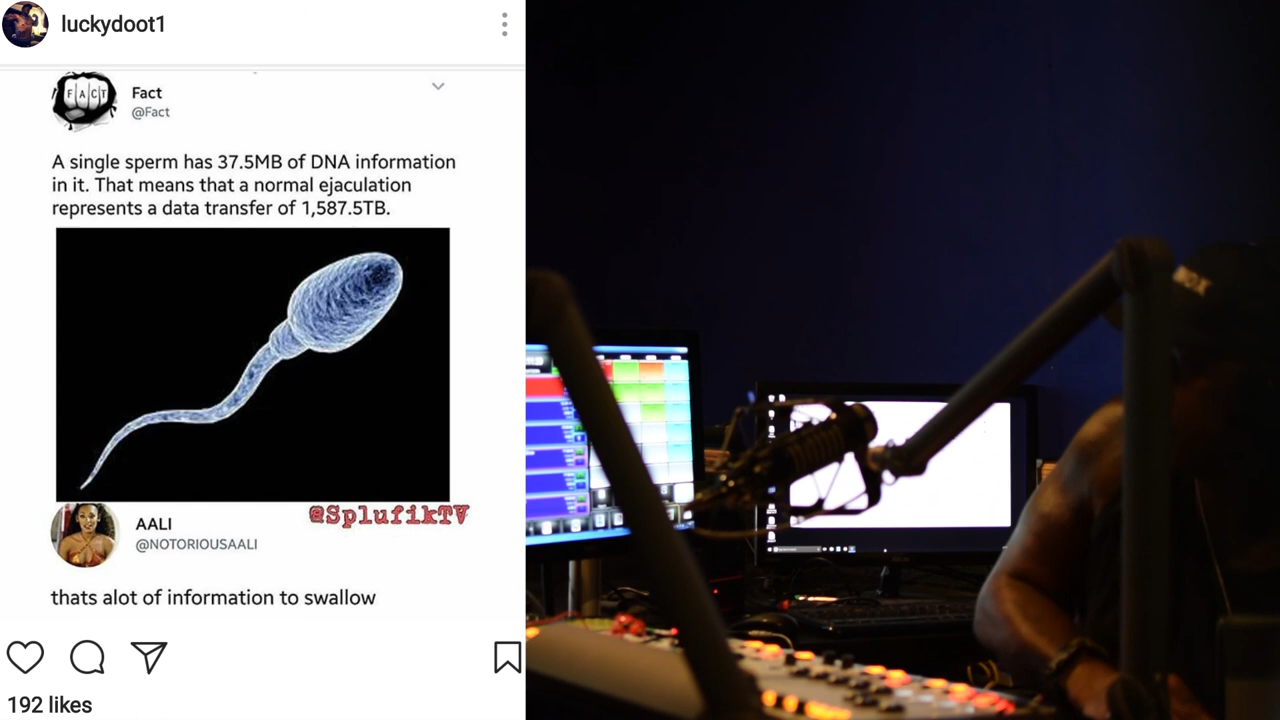 luckydoot1
FACT
Fact
@Fact
A single sperm has 37.5MB of DNA information
in it. That means that a normal ejaculation
represents a data transfer of 1,587.5TB.
@SplufikTV
AALI
@NOTORIOUSAALI
thats alot of information to swallow
192 likes